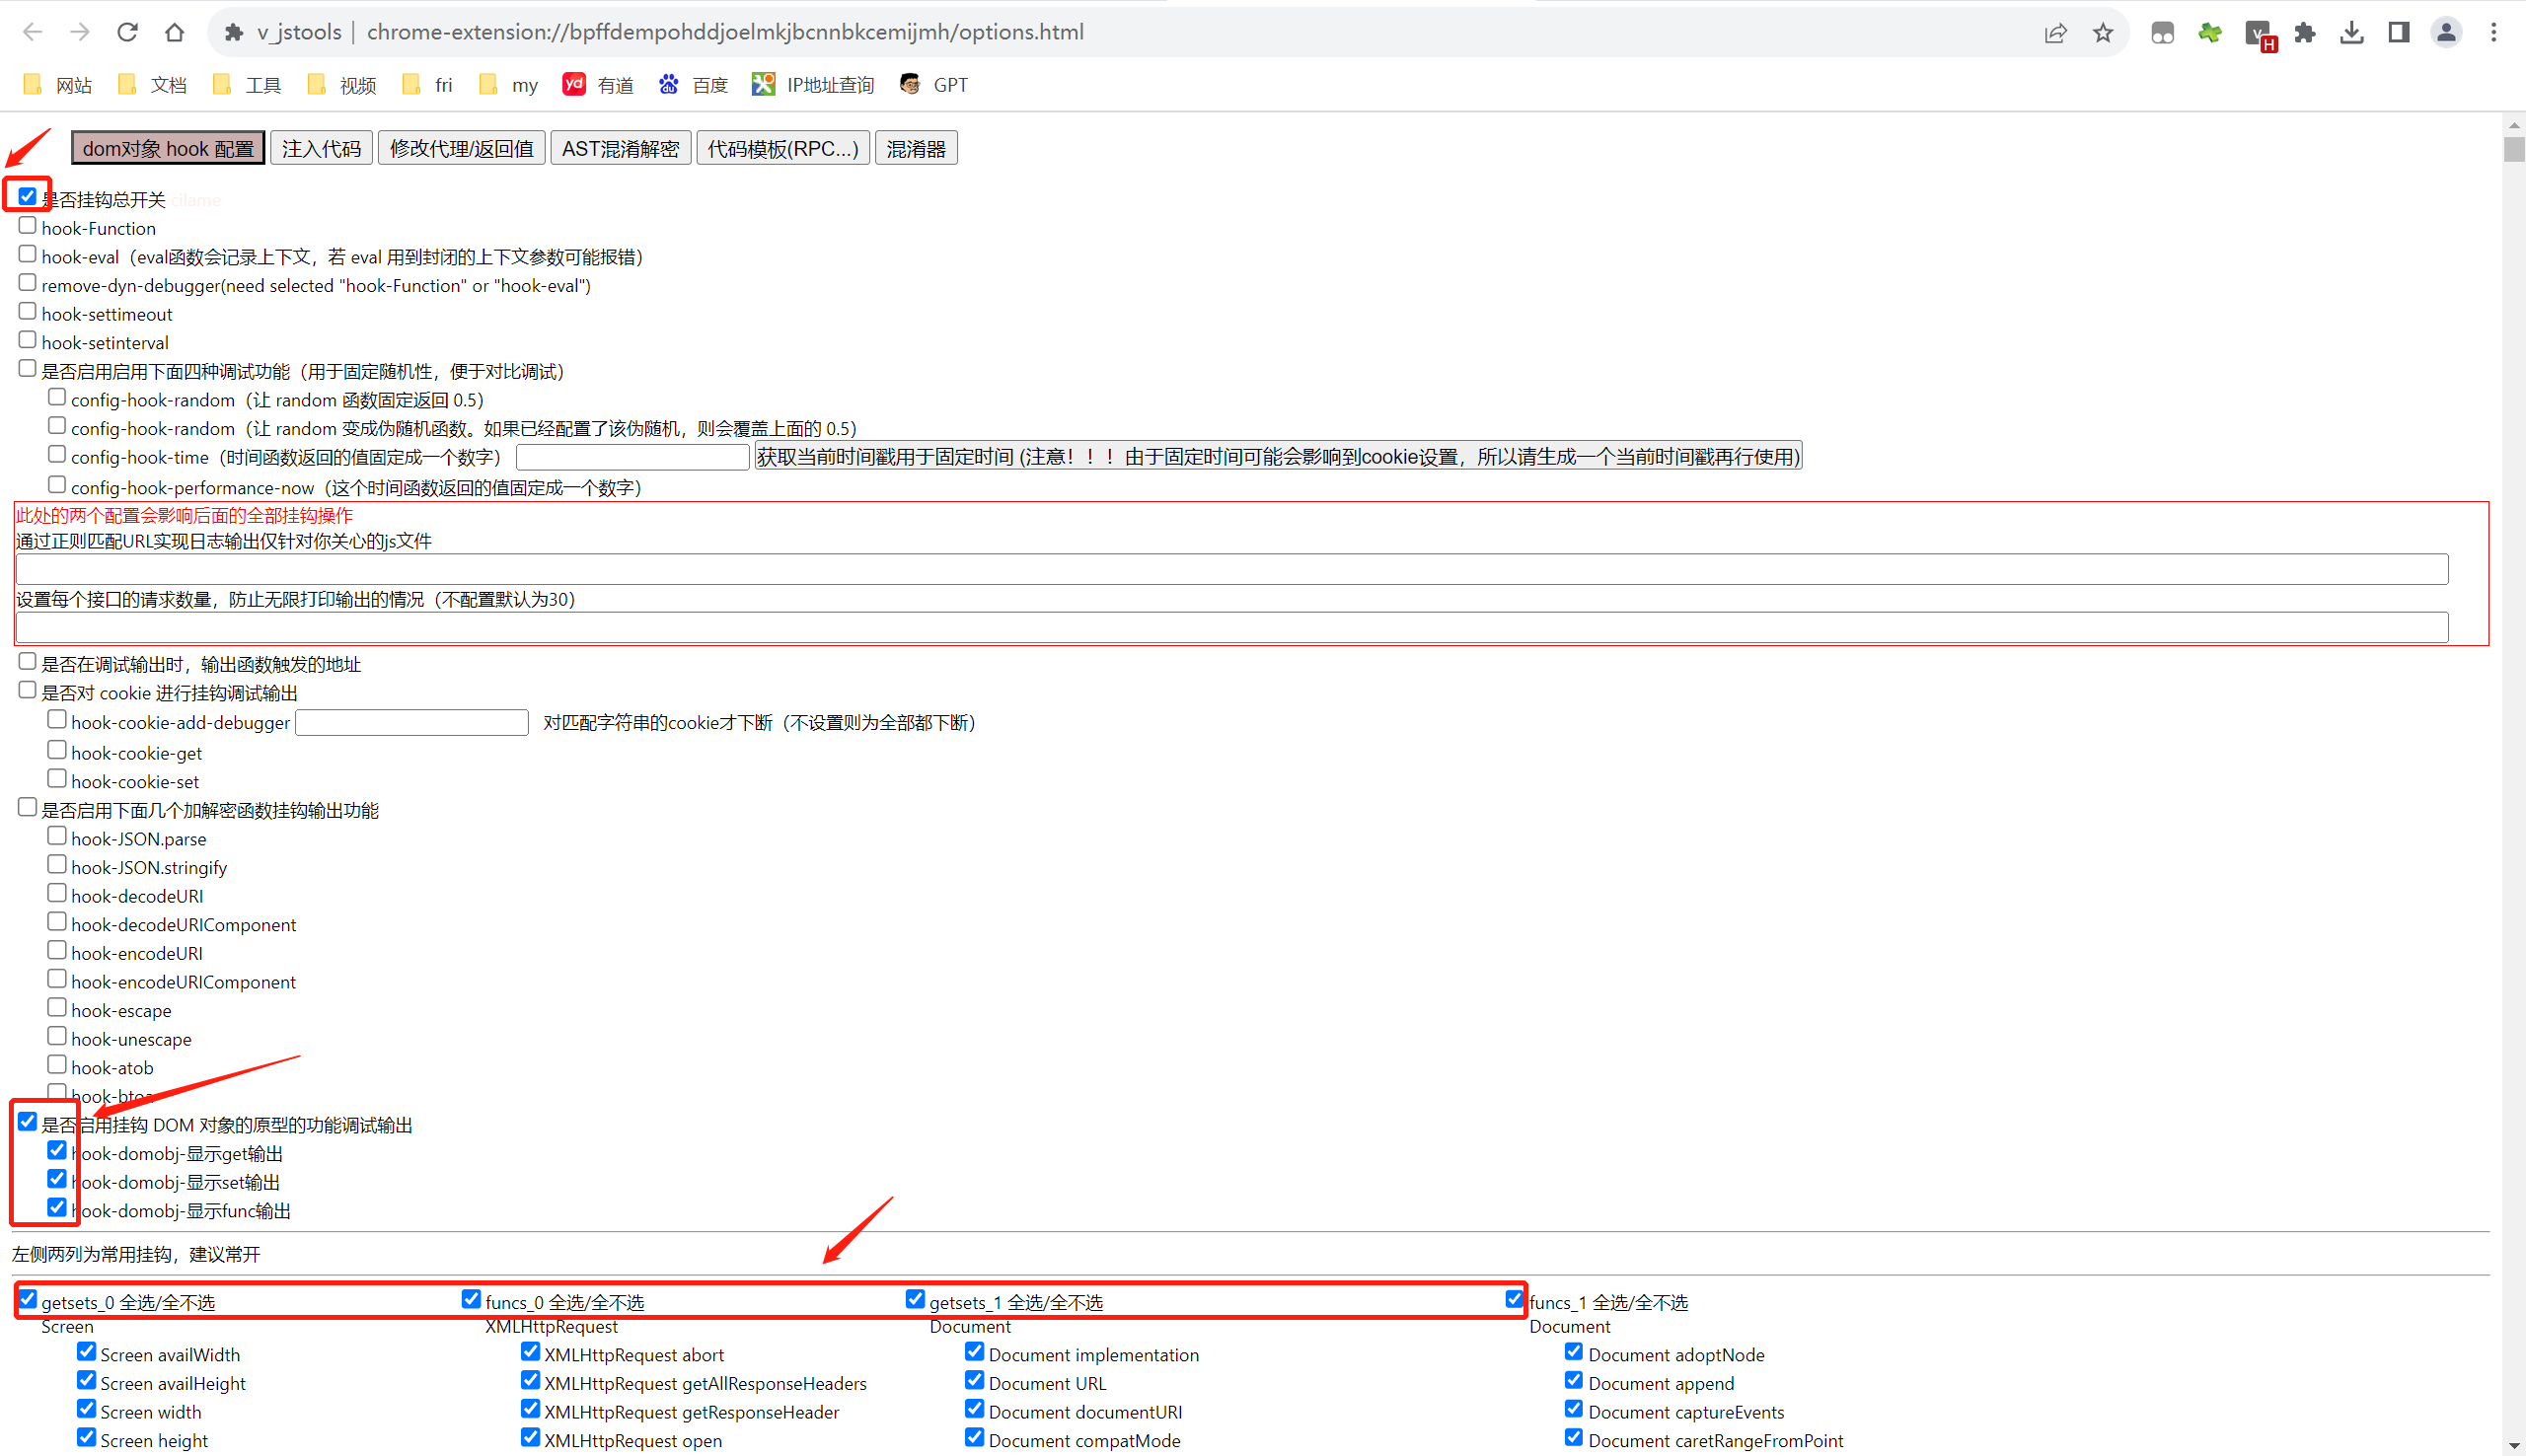 v_jstools | chrome-extension://bpffdempohddjoelmkjbcnnbkcemijmh/options.html
网站 文档 工具 视频 fri my 有道 百度 IP地址查询 GPT
dom对象 hook 配置 注入代码 修改代理/返回值 AST混淆解密 代码模板(RPC...) 混淆器
是否挂钩总开关 cilame
hook-Function
hook-eval（eval函数会记录上下文，若 eval 用到封闭的上下文参数可能报错）
remove-dyn-debugger(need selected "hook-Function" or "hook-eval")
hook-settimeout
hook-setinterval
是否启用启用下面四种调试功能（用于固定随机性，便于对比调试）
config-hook-random（让 random 函数固定返回 0.5）
config-hook-random（让 random 变成伪随机函数。如果已经配置了该伪随机，则会覆盖上面的 0.5）
config-hook-time（时间函数返回的值固定成一个数字） 获取当前时间戳用于固定时间 (注意！！！由于固定时间可能会影响到cookie设置，所以请生成一个当前时间戳再行使用)
config-hook-performance-now（这个时间函数返回的值固定成一个数字）
此处的两个配置会影响后面的全部挂钩操作
通过正则匹配URL实现日志输出仅针对你关心的js文件
设置每个接口的请求数量，防止无限打印输出的情况（不配置默认为30）
是否在调试输出时，输出函数触发的地址
是否对 cookie 进行挂钩调试输出
hook-cookie-add-debugger 对匹配字符串的cookie才下断（不设置则为全部都下断）
hook-cookie-get
hook-cookie-set
是否启用下面几个加解密函数挂钩输出功能
hook-JSON.parse
hook-JSON.stringify
hook-decodeURI
hook-decodeURIComponent
hook-encodeURI
hook-encodeURIComponent
hook-escape
hook-unescape
hook-atob
hook-btoa
是否启用挂钩 DOM 对象的原型的功能调试输出
hook-domobj-显示get输出
hook-domobj-显示set输出
hook-domobj-显示func输出
左侧两列为常用挂钩，建议常开
getsets_0 全选/全不选 funcs_0 全选/全不选 getsets_1 全选/全不选 funcs_1 全选/全不选
Screen XMLHttpRequest Document Document
Screen availWidth XMLHttpRequest abort Document implementation Document adoptNode
Screen availHeight XMLHttpRequest getAllResponseHeaders Document URL Document append
Screen width XMLHttpRequest getResponseHeader Document documentURI Document captureEvents
Screen height XMLHttpRequest open Document compatMode Document caretRangeFromPoint